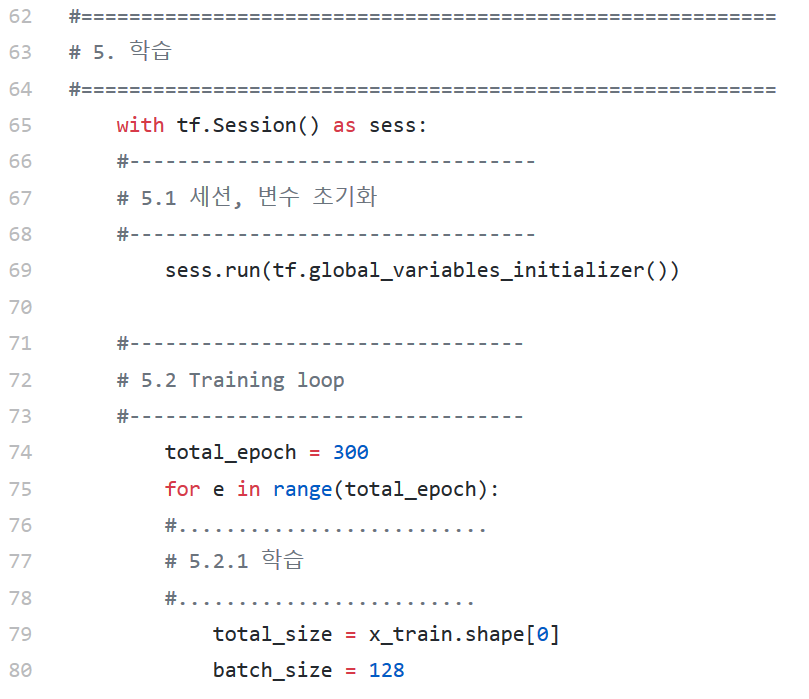 62 #==========================================================
63 # 5. 학습
64 #==========================================================
65     with tf.Session() as sess:
66     #----------------------------------
67     # 5.1 세션, 변수 초기화
68     #----------------------------------
69         sess.run(tf.global_variables_initializer())
70
71     #---------------------------------
72     # 5.2 Training loop
73     #---------------------------------
74         total_epoch = 300
75         for e in range(total_epoch):
76         #..........................
77         # 5.2.1 학습
78         #.........................
79             total_size = x_train.shape[0]
80             batch_size = 128